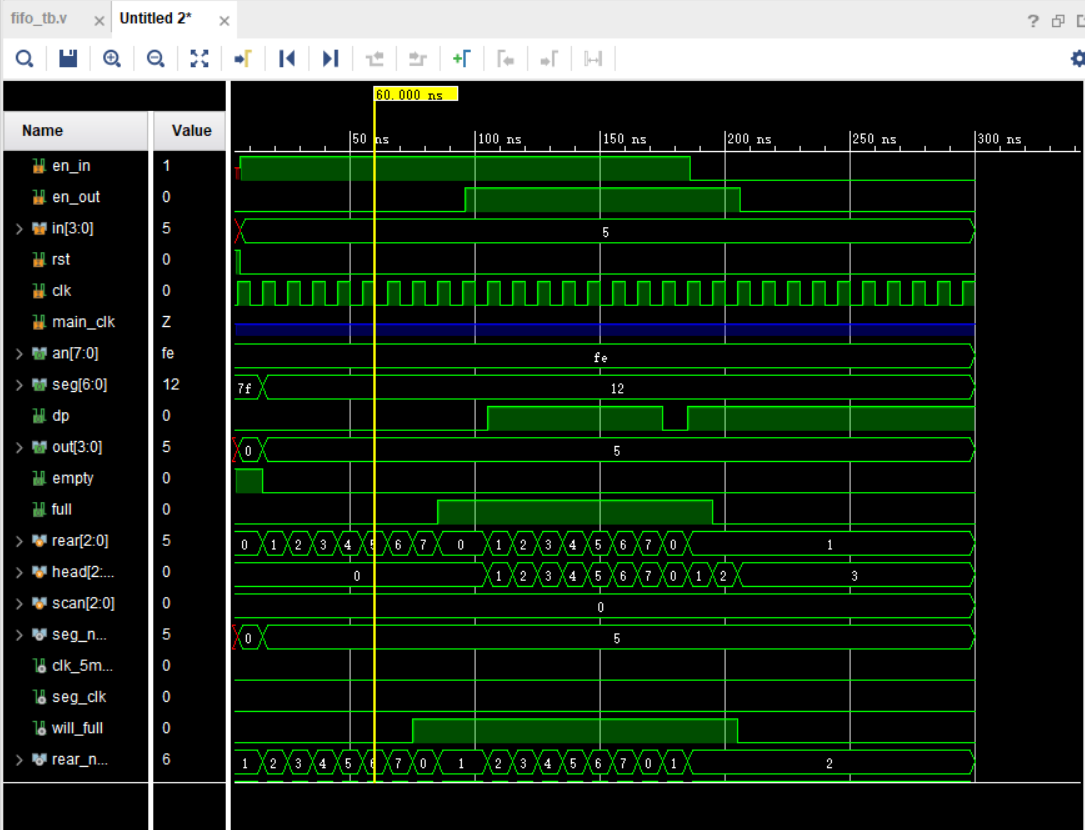 fifo_tb.v × Untitled 2* × ?
60.000 ns
Name Value
50 ns 100 ns 150 ns 200 ns 250 ns 300 ns
en_in 1
en_out 0
in[3:0] 5 5
rst 0
clk 0
main_clk Z
an[7:0] fe fe
seg[6:0] 12 7f 12
dp 0
out[3:0] 5 0 5
empty 0
full 0
rear[2:0] 5 0 1 2 3 4 5 6 7 0 1 2 3 4 5 6 7 0 1
head[2:... 0 0 1 2 3 4 5 6 7 0 1 2 3
scan[2:0] 0 0
seg_n... 5 0 5
clk_5m... 0
seg_clk 0
will_full 0
rear_n... 6 1 2 3 4 5 6 7 0 1 2 3 4 5 6 7 0 1 2